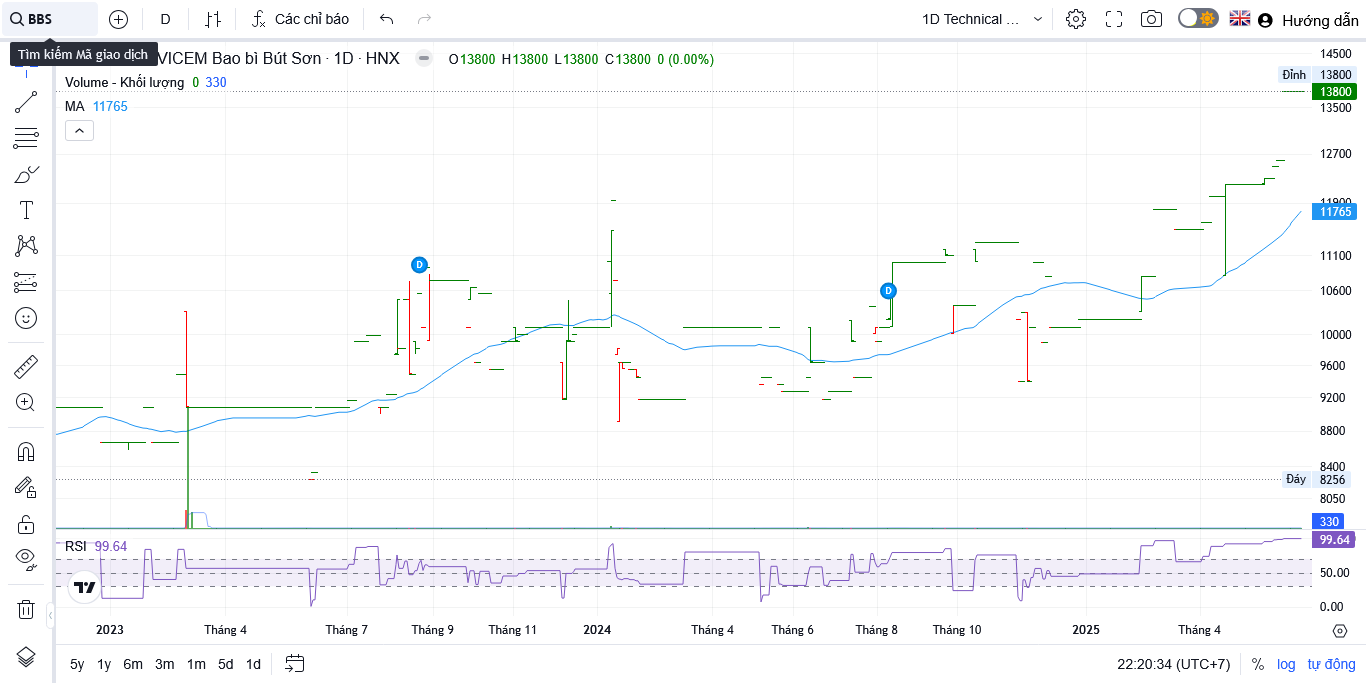 BBS D Các chỉ báo 1D Technical ... Hướng dẫn
Tìm kiếm Mã giao dịch VICEM Bao bì Bút Sơn · 1D · HNX O13800 H13800 L13800 C13800 0 (0.00%)
Volume - Khối lượng 0 330
MA 11765
14500
Đỉnh 13800
13800
13500
12700
11900
11765
11100
10600
10000
9600
9200
8800
8400
Đáy 8256
8050
330
D
D
RSI 99.64
99.64
50.00
0.00
2023 Tháng 4 Tháng 7 Tháng 9 Tháng 11 2024 Tháng 4 Tháng 6 Tháng 8 Tháng 10 2025 Tháng 4
5y 1y 6m 3m 1m 5d 1d 22:20:34 (UTC+7) % log tự động